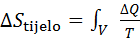 ΔS_tijelo = ∫_V ΔQ/T